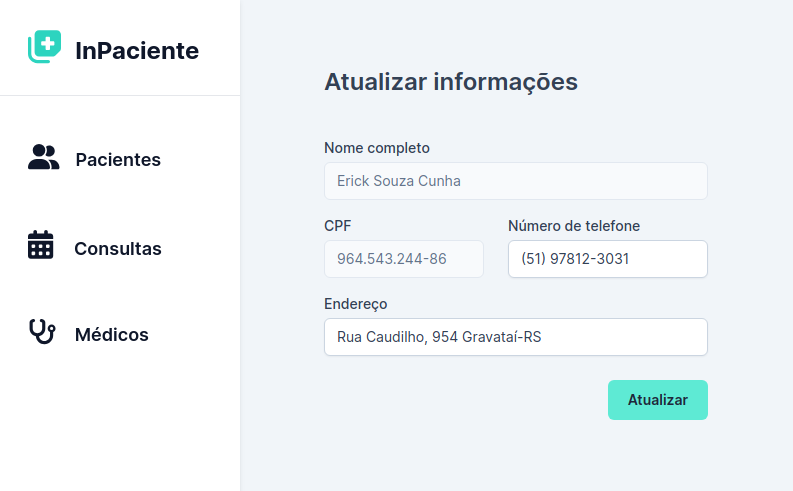 InPaciente
Pacientes
Consultas
Médicos
Atualizar informações
Nome completo
Erick Souza Cunha
CPF
Número de telefone
964.543.244-86
(51) 97812-3031
Endereço
Rua Caudilho, 954 Gravataí-RS
Atualizar